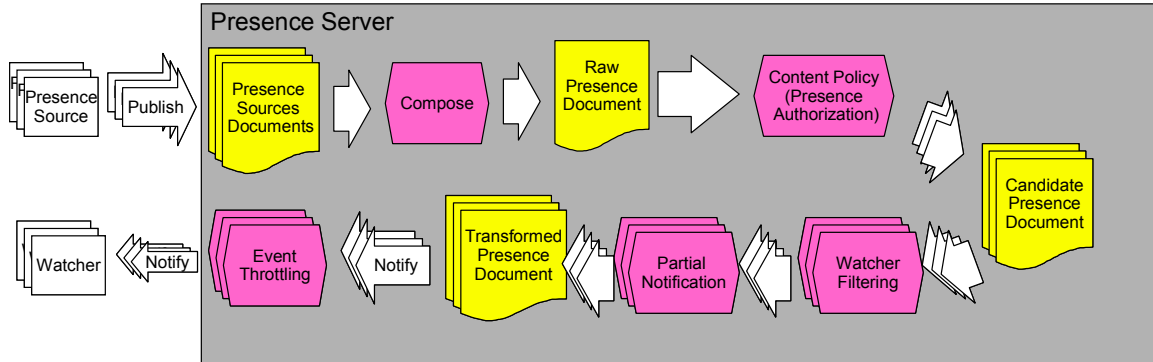 Presence Server
Presence
Source
Publish
Presence
Sources
Documents
Compose
Raw
Presence
Document
Content Policy
(Presence
Authorization)
Candidate
Presence
Document
Watcher
Filtering
Partial
Notification
Transformed
Presence
Document
Notify
Event
Throttling
Notify
Watcher